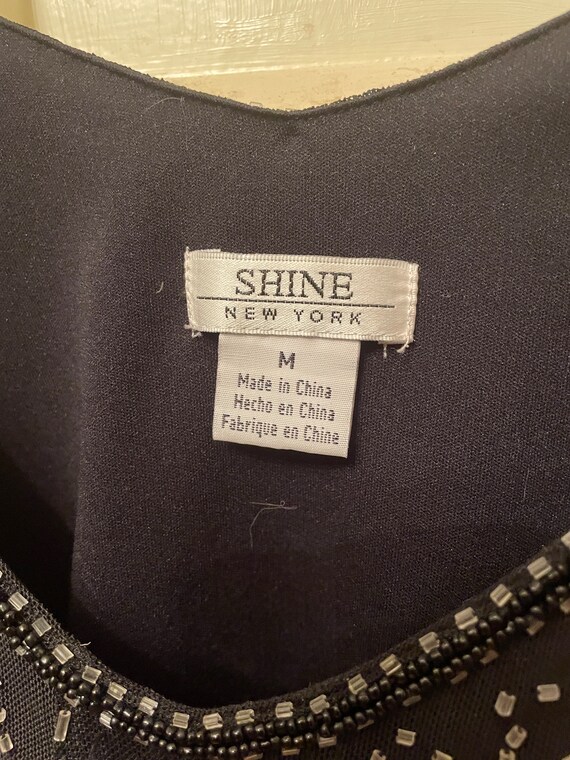 SHINE
NEW YORK
M
Made in China
Hecho en China
Fabrique en Chine